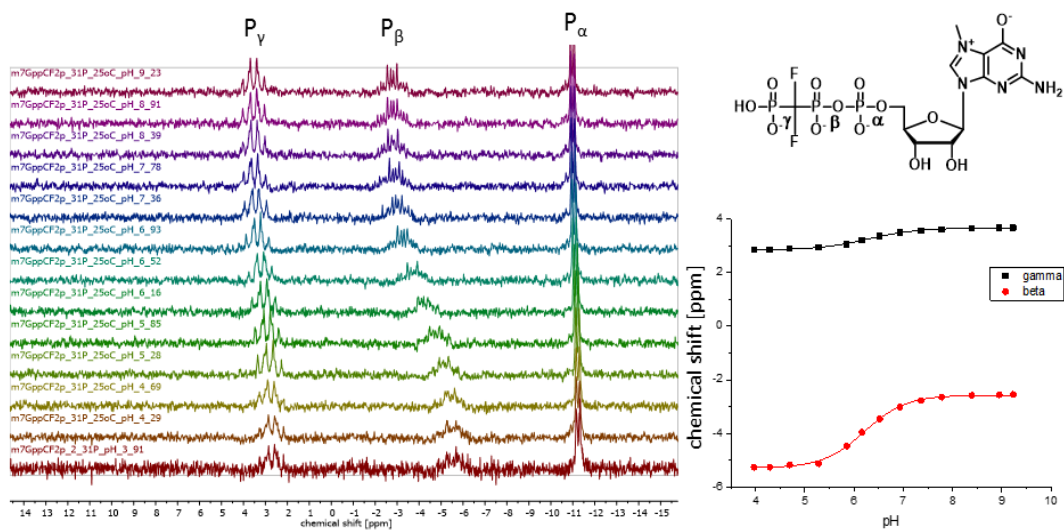 Pγ Pβ Pα
m7GppCF2p_31P_25oC_pH_9_23
m7GppCF2p_31P_25oC_pH_8_91
m7GppCF2p_31P_25oC_pH_8_39
m7GppCF2p_31P_25oC_pH_7_78
m7GppCF2p_31P_25oC_pH_7_36
m7GppCF2p_31P_25oC_pH_6_93
m7GppCF2p_31P_25oC_pH_6_52
m7GppCF2p_31P_25oC_pH_6_16
m7GppCF2p_31P_25oC_pH_5_85
m7GppCF2p_31P_25oC_pH_5_28
m7GppCF2p_31P_25oC_pH_4_69
m7GppCF2p_31P_25oC_pH_4_29
m7GppCF2p_2_31P_pH_3_91
14 13 12 11 10 9 8 7 6 5 4 3 2 1 0 -1 -2 -3 -4 -5 -6 -7 -8 -9 -10 -11 -12 -13 -14 -15
chemical shift [ppm]
O-
N+ N
N N NH2
O F O O
HO P P O P O
γ β α O
O- F O- O-
OH OH
4
2
0
-2
-4
-6
chemical shift [ppm]
gamma
beta
4 5 6 7 8 9 10
pH